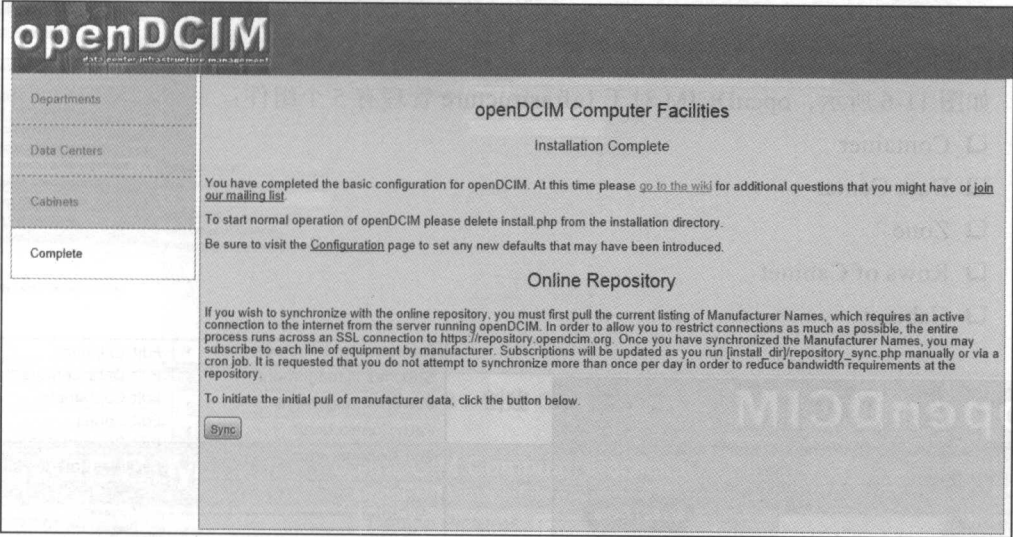 openDCIM
data center infrastructure management
Departments
Data Centers
Cabinets
Complete
openDCIM Computer Facilities
Installation Complete
You have completed the basic configuration for openDCIM. At this time please go to the wiki for additional questions that you might have or join
our mailing list.
To start normal operation of openDCIM please delete install.php from the installation directory.
Be sure to visit the Configuration page to set any new defaults that may have been introduced.
Online Repository
If you wish to synchronize with the online repository, you must first pull the current listing of Manufacturer Names, which requires an active
connection to the internet from the server running openDCIM. In order to allow you to restrict connections as much as possible, the entire
process runs across an SSL connection to https://repository.opendcim.org. Once you have synchronized the Manufacturer Names, you may
subscribe to each line of equipment by manufacturer. Subscriptions will be updated as you run [install_dir]/repository_sync.php manually or via a
cron job. It is requested that you do not attempt to synchronize more than once per day in order to reduce bandwidth requirements at the
repository.
To initiate the initial pull of manufacturer data, click the button below.
Sync